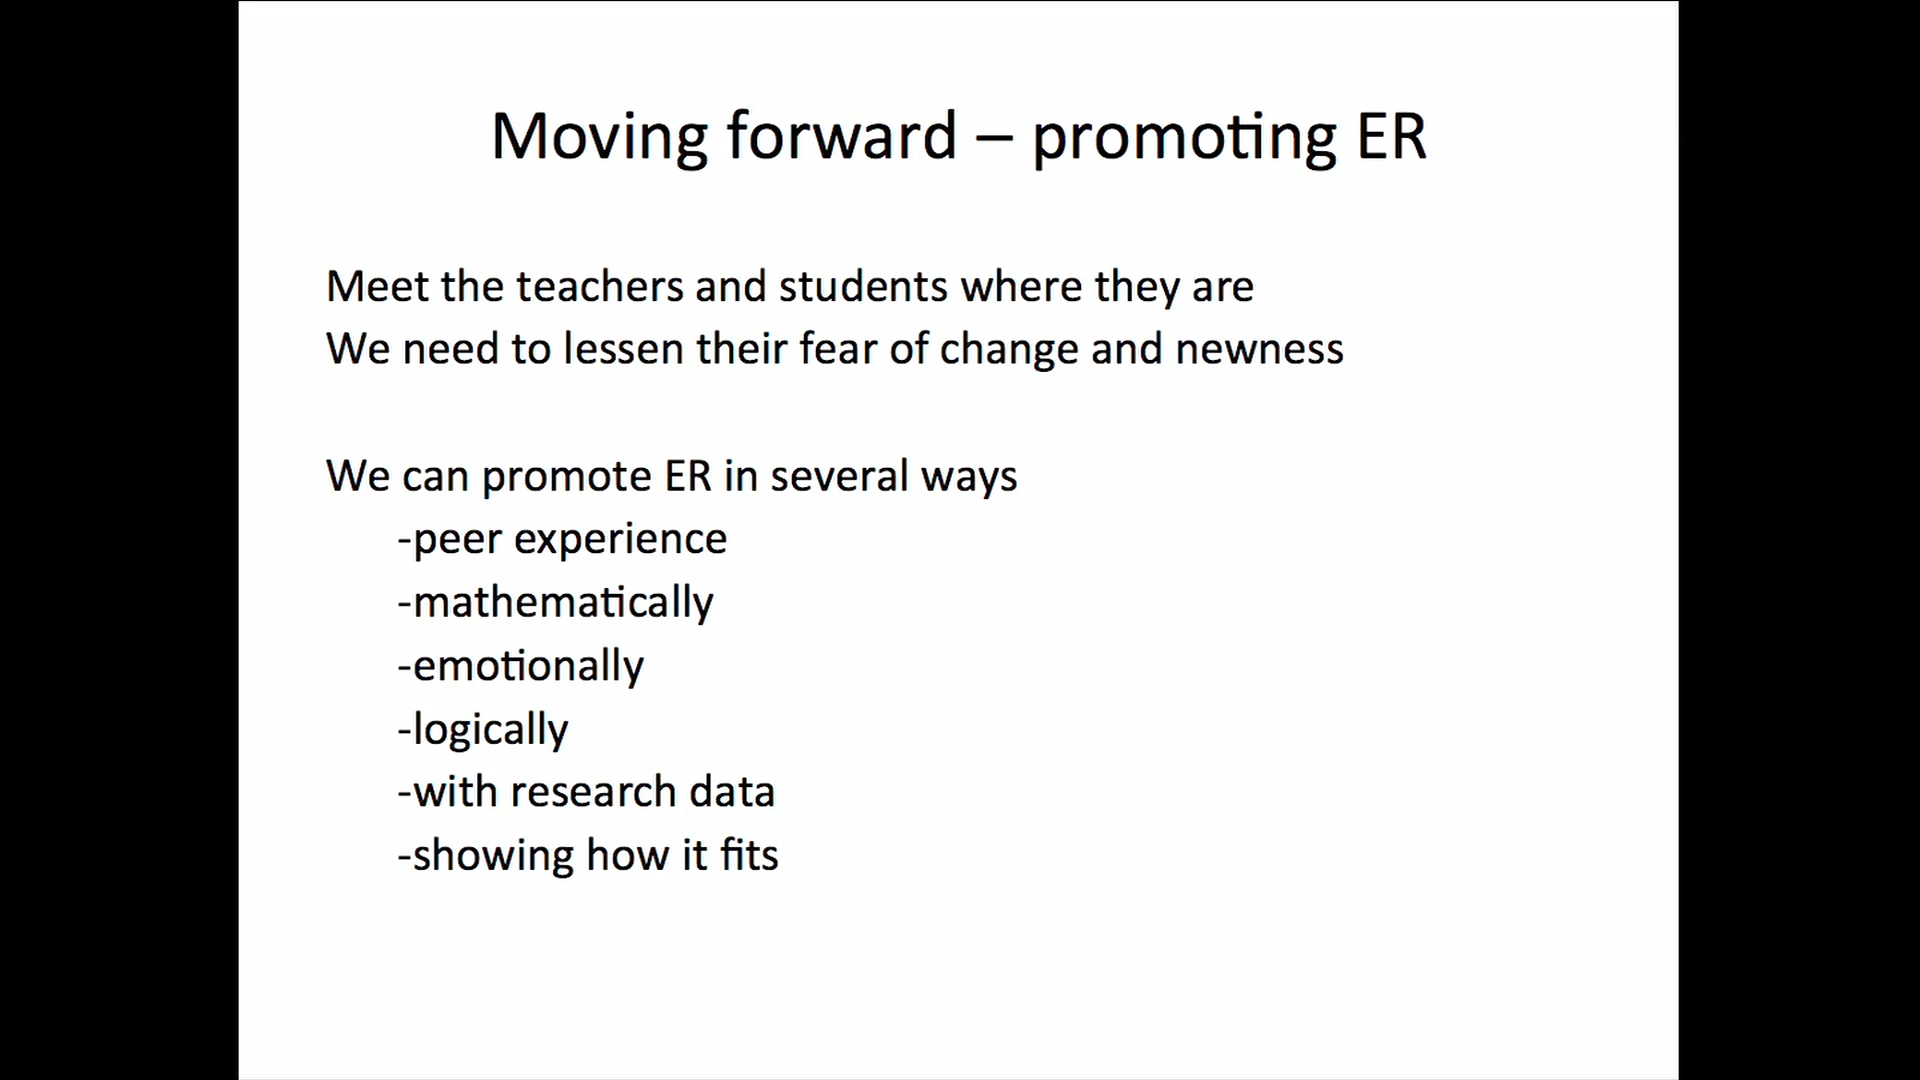 Moving forward – promoting ER
Meet the teachers and students where they are
We need to lessen their fear of change and newness
We can promote ER in several ways
-peer experience
-mathematically
-emotionally
-logically
-with research data
-showing how it fits